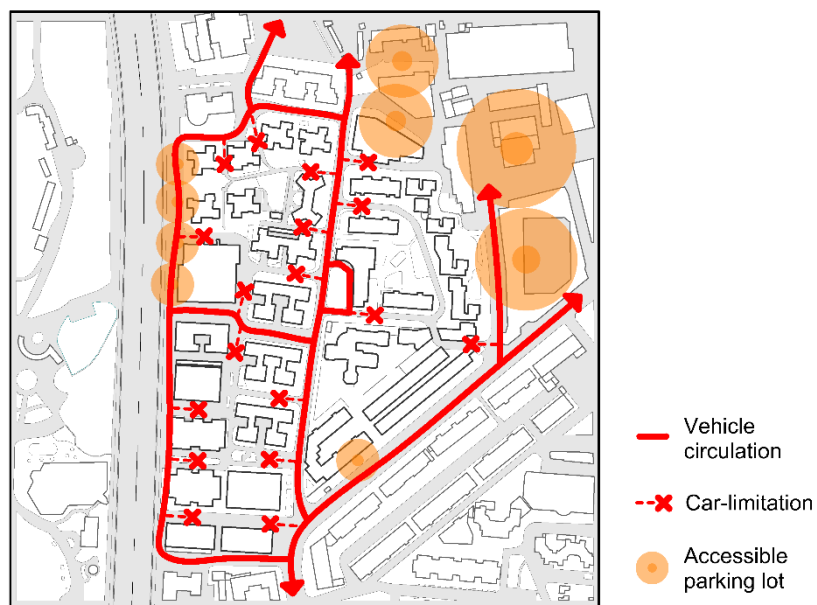 Vehicle
circulation
Car-limitation
Accessible
parking lot